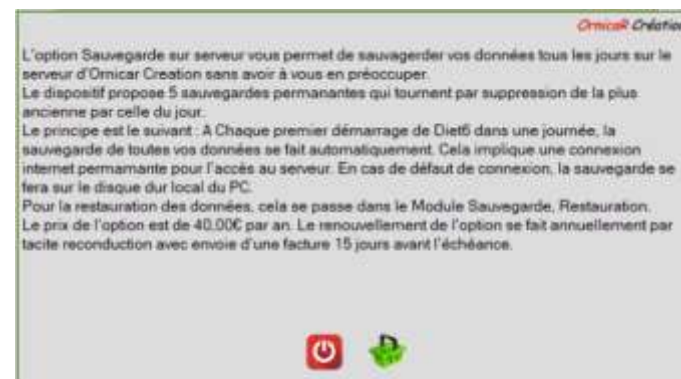 OrnicaR Création
L'option Sauvegarde sur serveur vous permet de sauvagerder vos données tous les jours sur le
serveur d'Ornicar Creation sans avoir à vous en préoccuper.
Le dispositif propose 5 sauvegardes permanantes qui tournent par suppression de la plus
ancienne par celle du jour.
Le principe est le suivant : A Chaque premier démarrage de Diet6 dans une journée, la
sauvegarde de toutes vos données se fait automatiquement. Cela implique une connexion
internet permamante pour l'accés au serveur. En cas de défaut de connexion, la sauvegarde se
fera sur le disque dur local du PC.
Pour la restauration des données, cela se passe dans le Module Sauvegarde, Restauration.
Le prix de l'option est de 40.00€ par an. Le renouvellement de l'option se fait annuellement par
tacite reconduction avec envoie d'une facture 15 jours avant l'échéance.